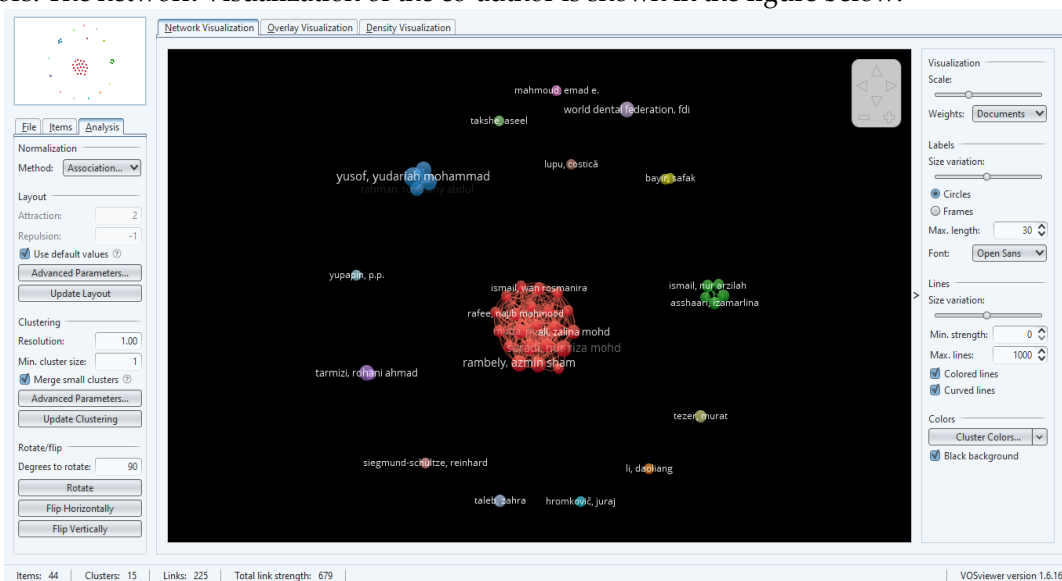 ors. The network visualization of the co-author is shown in the figure below.
Network Visualization Overlay Visualization Density Visualization
File Items Analysis
Normalization
Method: Association...
Layout
Attraction: 2
Repulsion: -1
Use default values
Advanced Parameters...
Update Layout
Clustering
Resolution: 1.00
Min. cluster size: 1
Merge small clusters
Advanced Parameters...
Update Clustering
Rotate/flip
Degrees to rotate: 90
Rotate
Flip Horizontally
Flip Vertically
mahmoud, emad e.
world dental federation, fdi
takshe, aseel
lupu, costică
yusof, yudariah mohammad
bayir, safak
yupapin, p.p.
ismail, wan rosmanira
ismail, nur arzilah
asshaari, izamarlina
rafee, najib mahmood
ali, zalina mohd
suradi, nur riza mohd
rambely, azmin sham
tarmizi, rohani ahmad
tezer, murat
siegmund-schultze, reinhard
li, daoliang
taleb, zahra
hromkovič, juraj
Visualization
Scale:
Weights: Documents
Labels
Size variation:
Circles
Frames
Max. length: 30
Font: Open Sans
Lines
Size variation:
Min. strength: 0
Max. lines: 1000
Colored lines
Curved lines
Colors
Cluster Colors...
Black background
>
Items: 44 Clusters: 15 Links: 225 Total link strength: 679 VOSviewer version 1.6.16